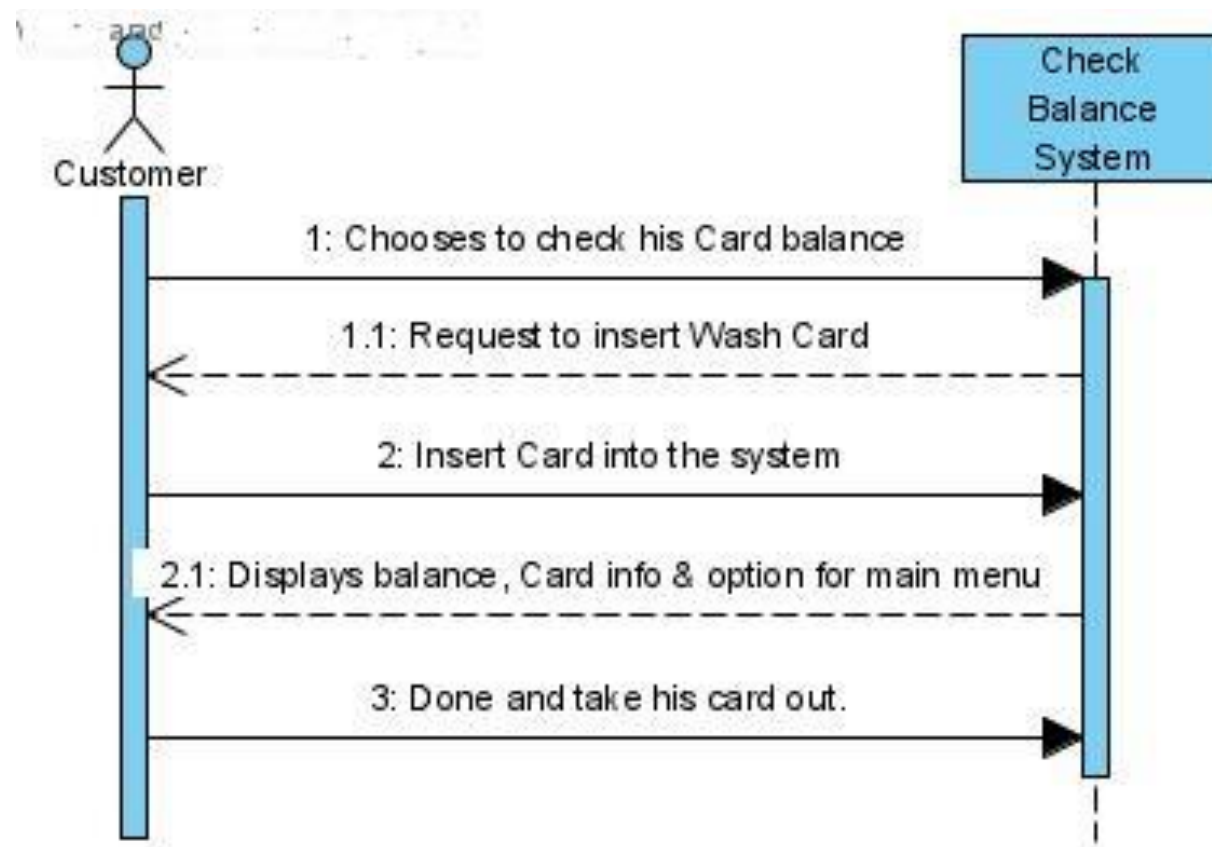 and
Check
Balance
System
Customer
1: Chooses to check his Card balance
1.1: Request to insert Wash Card
2: Insert Card into the system
2.1: Displays balance, Card info & option for main menu
3: Done and take his card out.